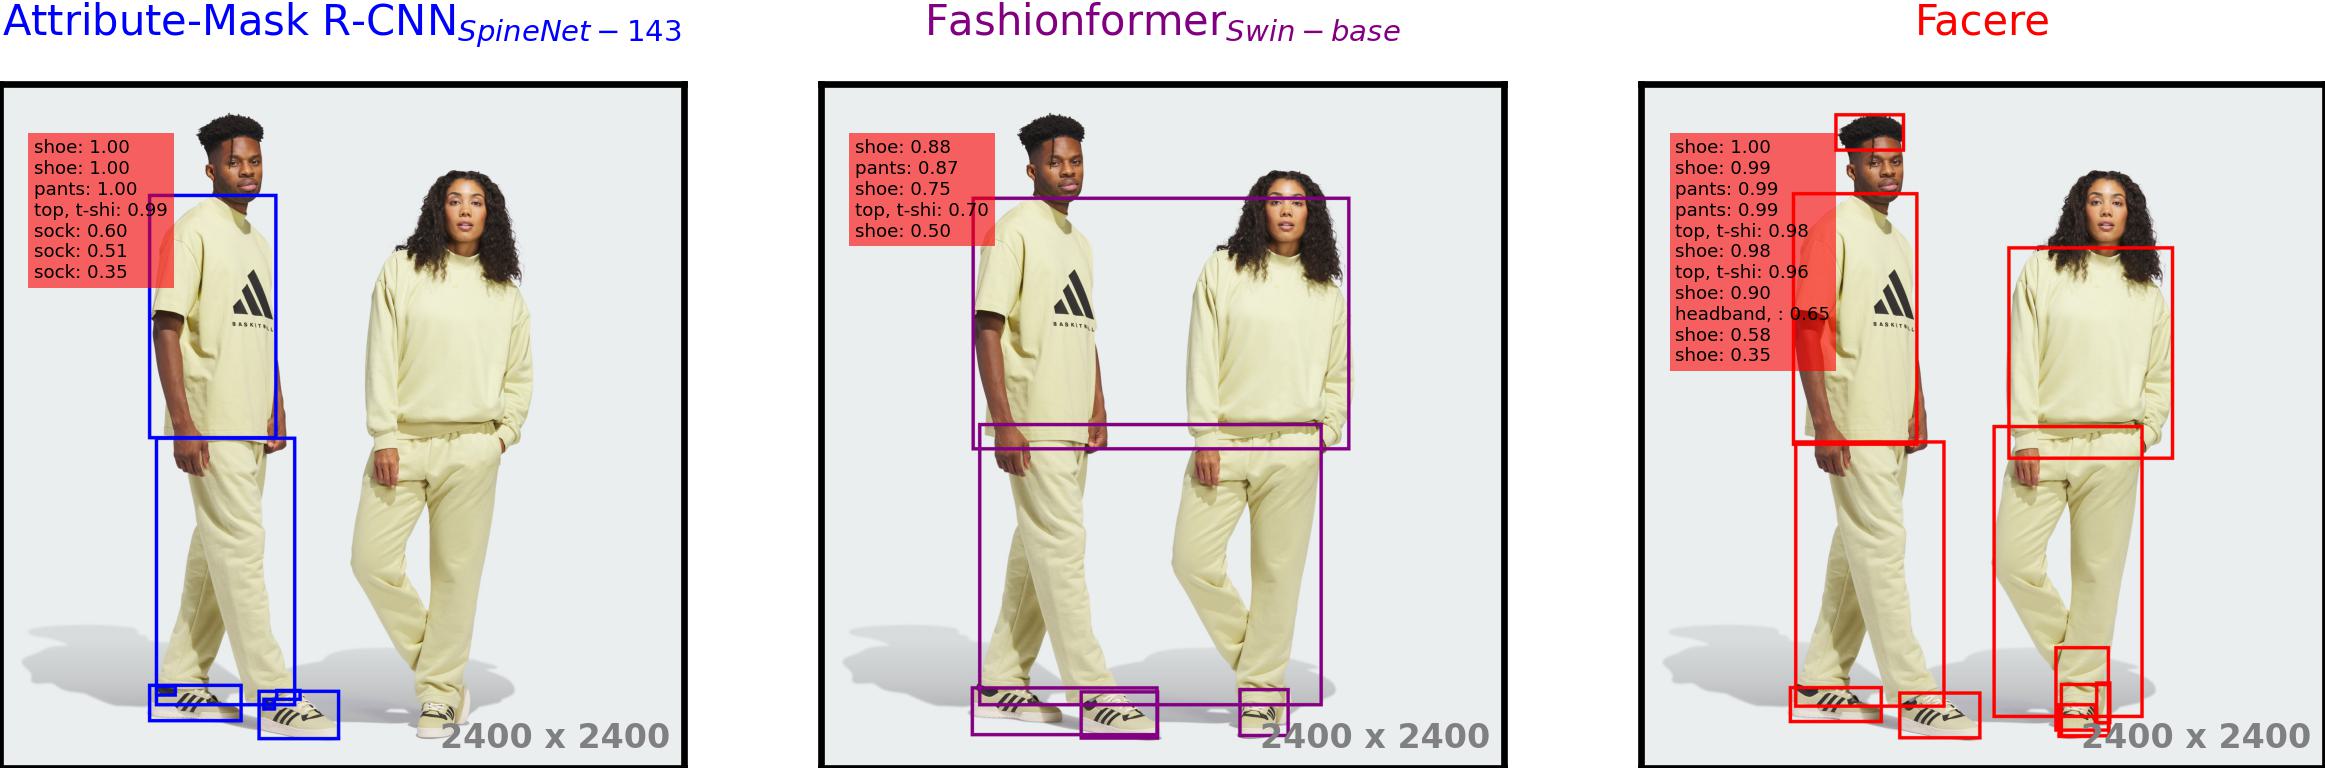 Attribute-Mask R-CNN SpineNet − 143
shoe: 1.00
shoe: 1.00
pants: 1.00
top, t-shi: 0.99
sock: 0.60
sock: 0.51
sock: 0.35
BASKETBALL
2400 x 2400
Fashionformer Swin − base
shoe: 0.88
pants: 0.87
shoe: 0.75
top, t-shi: 0.70
shoe: 0.50
BASKETBALL
2400 x 2400
Facere
shoe: 1.00
shoe: 0.99
pants: 0.99
pants: 0.99
top, t-shi: 0.98
shoe: 0.98
top, t-shi: 0.96
shoe: 0.90
headband, : 0.65
shoe: 0.58
shoe: 0.35
BASKETBALL
2400 x 2400